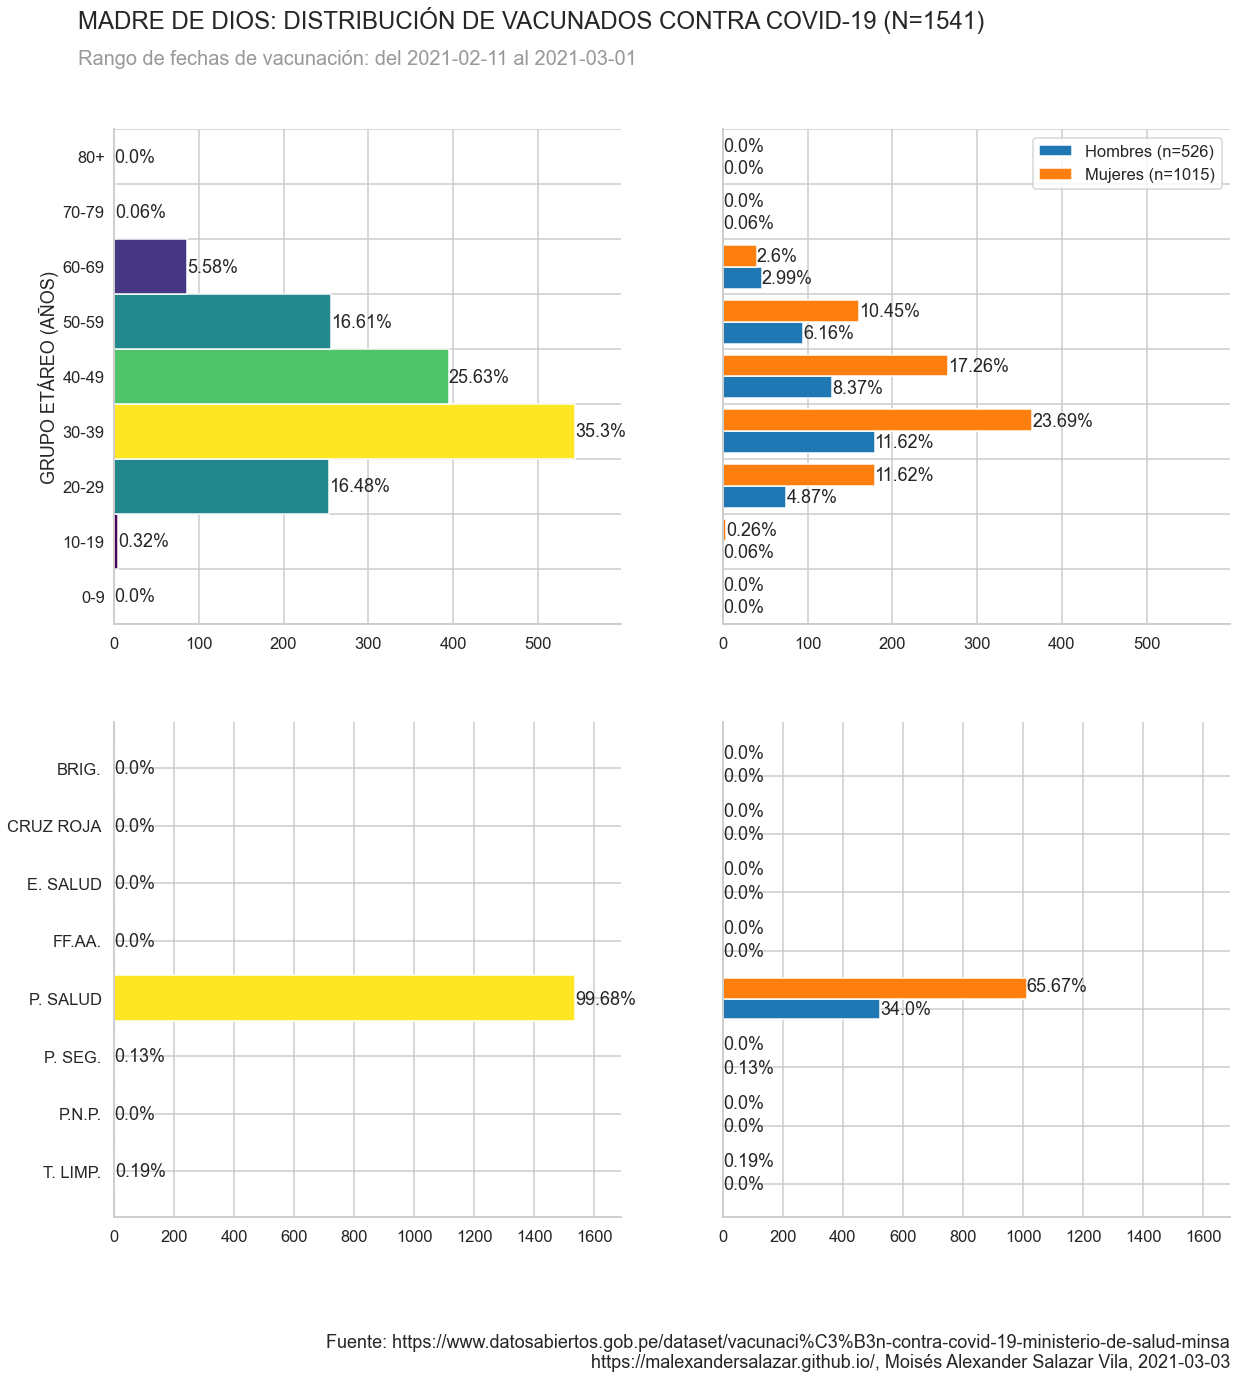 MADRE DE DIOS: DISTRIBUCIÓN DE VACUNADOS CONTRA COVID-19 (N=1541)
Rango de fechas de vacunación: del 2021-02-11 al 2021-03-01
GRUPO ETÁREO (AÑOS)
80+ 0.0%
70-79 0.06%
60-69 5.58%
50-59 16.61%
40-49 25.63%
30-39 35.3%
20-29 16.48%
10-19 0.32%
0-9 0.0%
0 100 200 300 400 500
Hombres (n=526)
Mujeres (n=1015)
0.0%
0.0%
0.0%
0.06%
2.6%
2.99%
10.45%
6.16%
17.26%
8.37%
23.69%
11.62%
11.62%
4.87%
0.26%
0.06%
0.0%
0.0%
0 100 200 300 400 500
BRIG. 0.0%
CRUZ ROJA 0.0%
E. SALUD 0.0%
FF.AA. 0.0%
P. SALUD 99.68%
P. SEG. 0.13%
P.N.P. 0.0%
T. LIMP. 0.19%
0 200 400 600 800 1000 1200 1400 1600
0.0%
0.0%
0.0%
0.0%
0.0%
0.0%
0.0%
0.0%
65.67%
34.0%
0.0%
0.13%
0.0%
0.0%
0.19%
0.0%
0 200 400 600 800 1000 1200 1400 1600
Fuente: https://www.datosabiertos.gob.pe/dataset/vacunaci%C3%B3n-contra-covid-19-ministerio-de-salud-minsa
https://malexandersalazar.github.io/, Moisés Alexander Salazar Vila, 2021-03-03